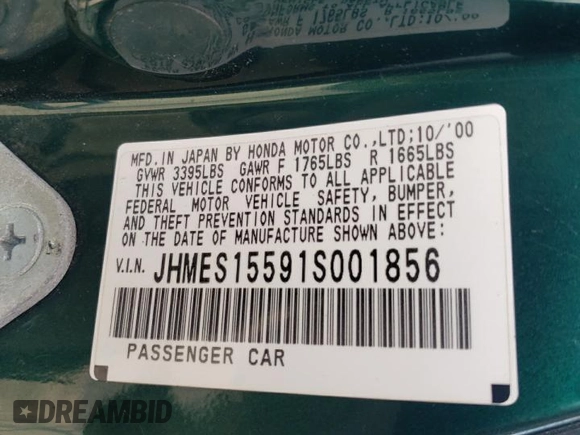 MFD.IN JAPAN BY HONDA MOTOR CO.,LTD;10/'00
GVWR 3395LBS GAWR F 1765LBS R 1665LBS
THIS VEHICLE CONFORMS TO ALL APPLICABLE
FEDERAL MOTOR VEHICLE SAFETY, BUMPER,
AND THEFT PREVENTION STANDARDS IN EFFECT
ON THE DATE OF MANUFACTURE SHOWN ABOVE:
V.I.N. JHMES15591S001856
PASSENGER CAR
DREAMBID